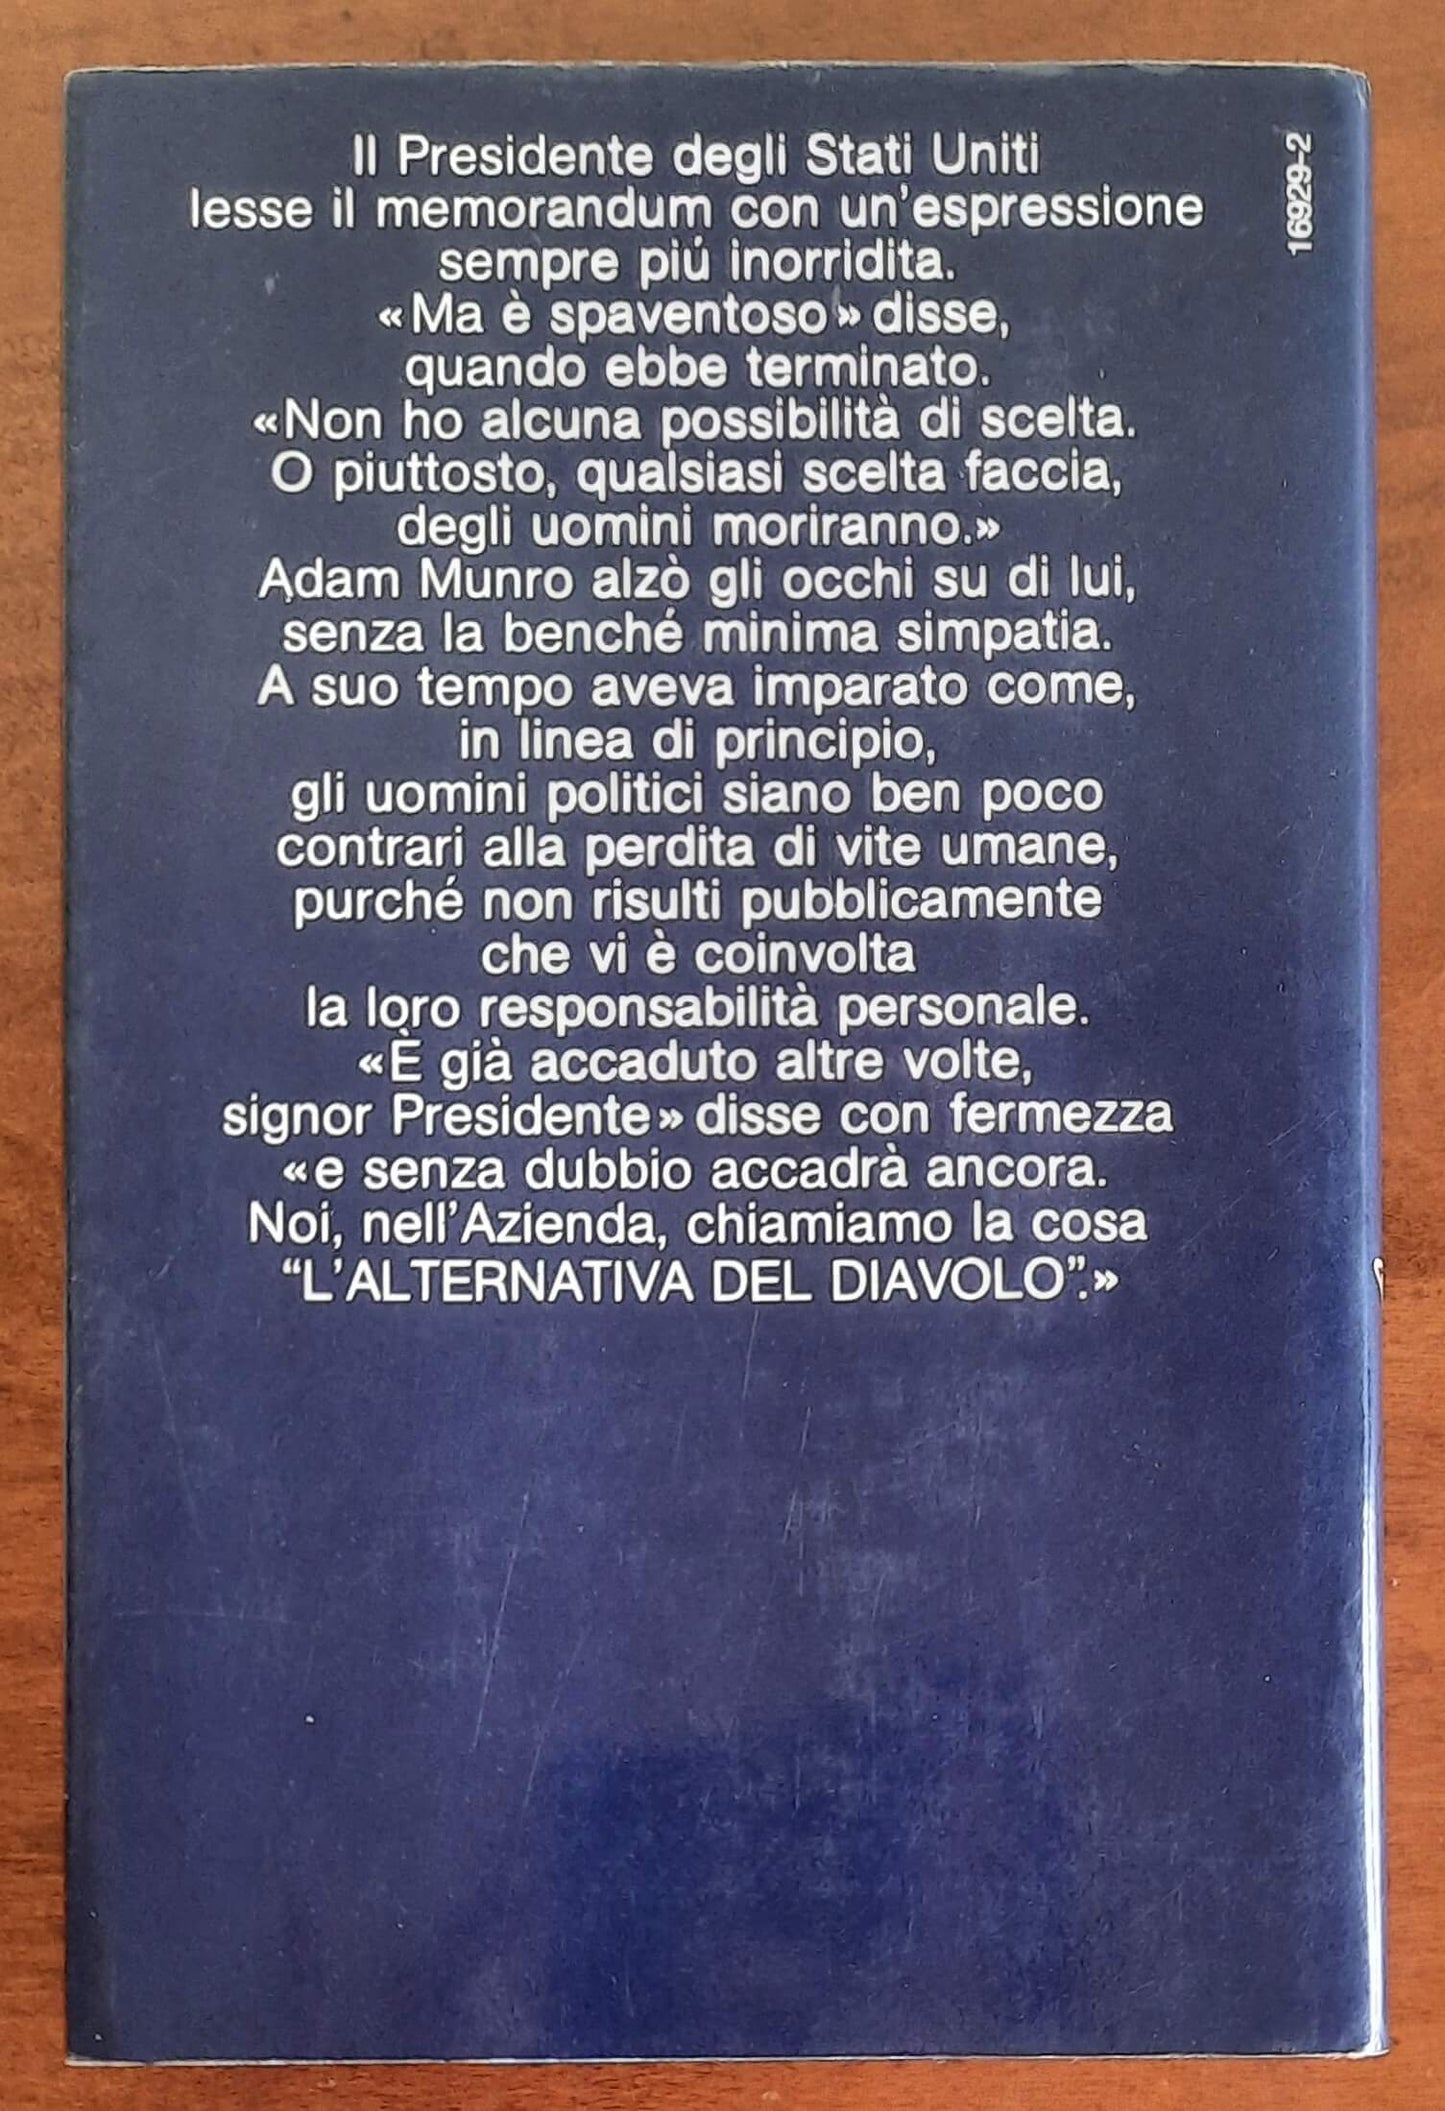 Il Presidente degli Stati Uniti
lesse il memorandum con un'espressione
sempre piú inorridita.
«Ma è spaventoso» disse,
quando ebbe terminato.
«Non ho alcuna possibilità di scelta.
O piuttosto, qualsiasi scelta faccia,
degli uomini moriranno.»
Adam Munro alzò gli occhi su di lui,
senza la benché minima simpatia.
A suo tempo aveva imparato come,
in linea di principio,
gli uomini politici siano ben poco
contrari alla perdita di vite umane,
purché non risulti pubblicamente
che vi è coinvolta
la loro responsabilità personale.
«È già accaduto altre volte,
signor Presidente» disse con fermezza
«e senza dubbio accadrà ancora.
Noi, nell'Azienda, chiamiamo la cosa
“L'ALTERNATIVA DEL DIAVOLO”.»
16929-2